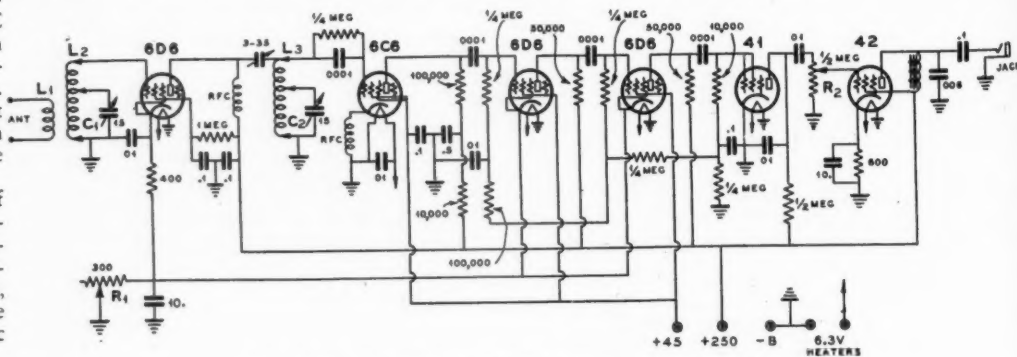 L1
ANT
L2
C1
15
01
6D6
400
RFC
1 MEG
.1
.1
300
R1
10.
3-35
L3
C2
15
RFC
1/4 MEG
0001
6C6
01
.1
.5
0001
100,000
10,000
1/4 MEG
01
100,000
6D6
50,000
0001
1/4 MEG
6D6
1/4 MEG
50,000
0001
10,000
.1
1/4 MEG
41
01
01
1/2 MEG
1/2 MEG
R2
42
10.
600
006
.1
JACK
+45
+250
-B
6.3V
HEATERS